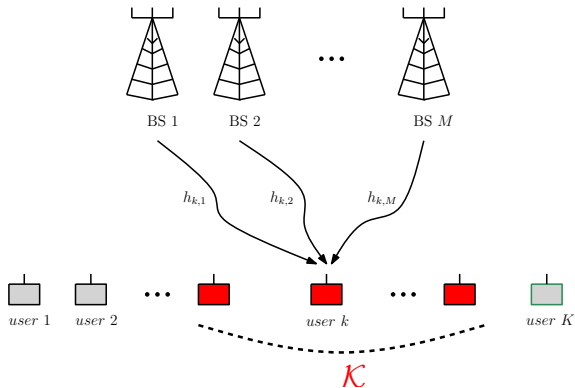 BS 1 BS 2 BS M
h_{k,1} h_{k,2} h_{k,M}
user 1 user 2 user k user K
𝒦